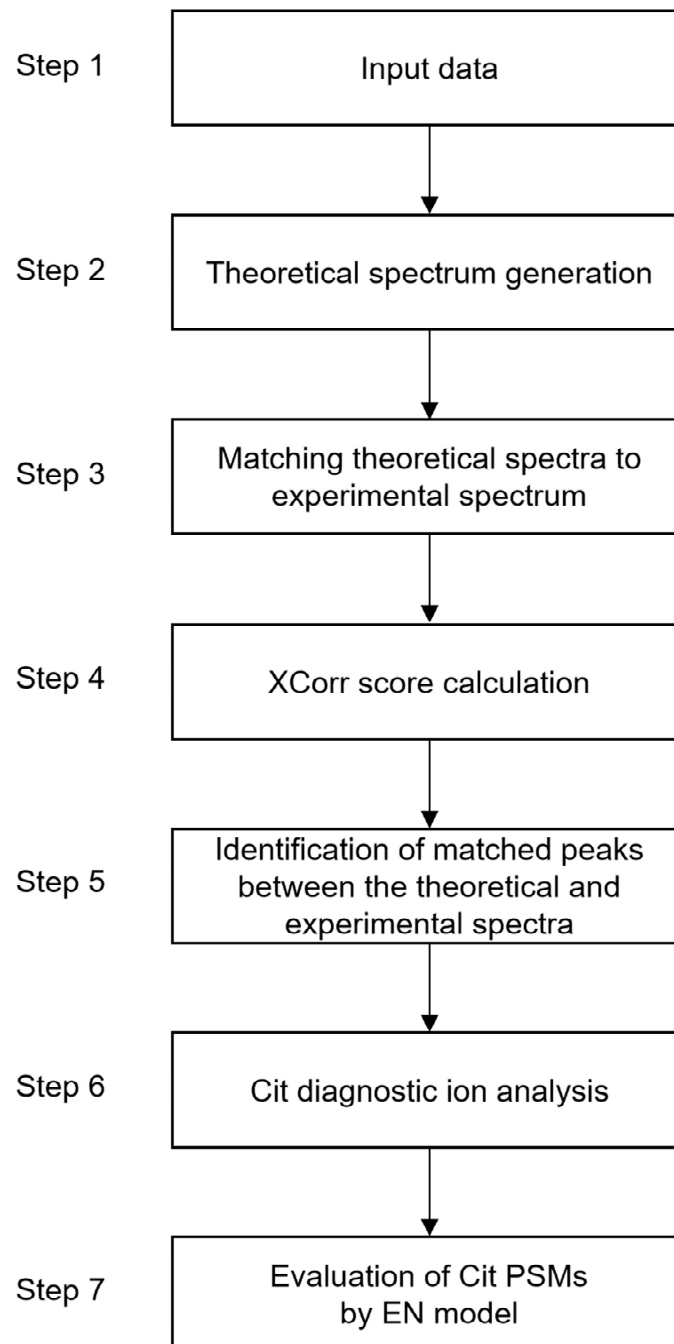 Step 1
Input data
Step 2
Theoretical spectrum generation
Step 3
Matching theoretical spectra to
experimental spectrum
Step 4
XCorr score calculation
Step 5
Identification of matched peaks
between the theoretical and
experimental spectra
Step 6
Cit diagnostic ion analysis
Step 7
Evaluation of Cit PSMs
by EN model